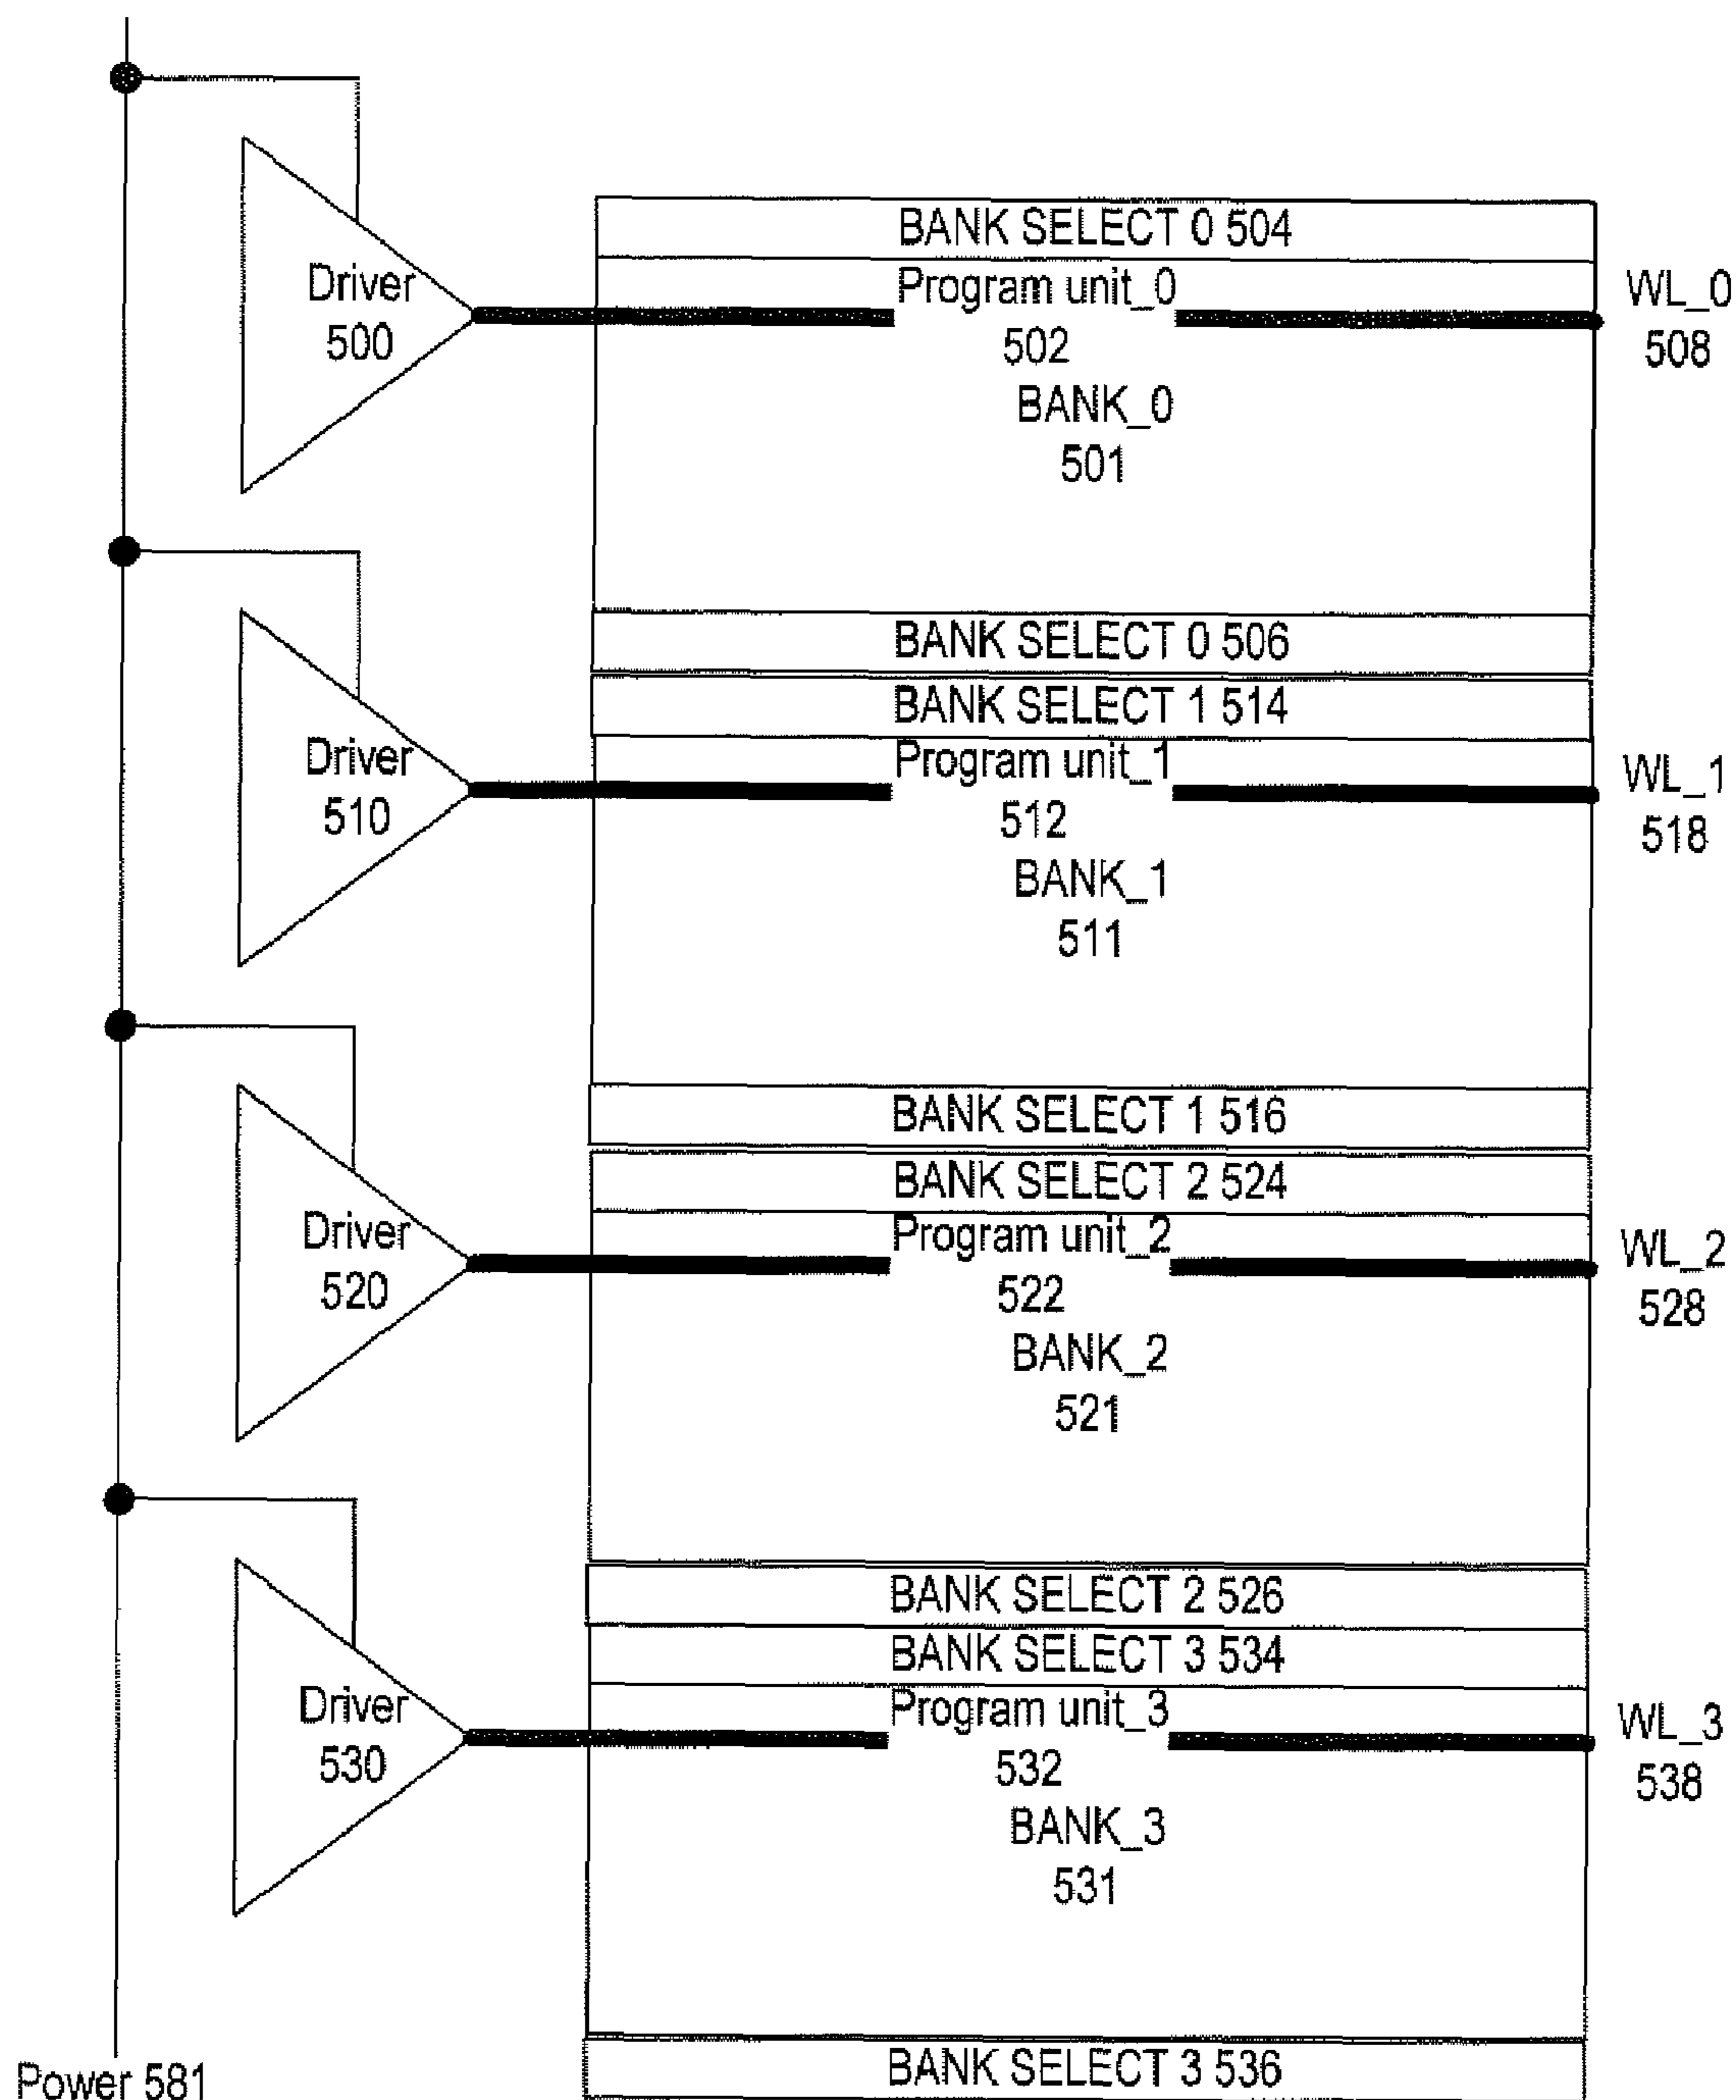 BANK SELECT 0 504
Driver
500
Program unit_0
502
BANK_0
501
WL_0
508
BANK SELECT 0 506
BANK SELECT 1 514
Driver
510
Program unit_1
512
BANK_1
511
WL_1
518
BANK SELECT 1 516
BANK SELECT 2 524
Driver
520
Program unit_2
522
BANK_2
521
WL_2
528
BANK SELECT 2 526
BANK SELECT 3 534
Driver
530
Program unit_3
532
BANK_3
531
WL_3
538
BANK SELECT 3 536
Power 581